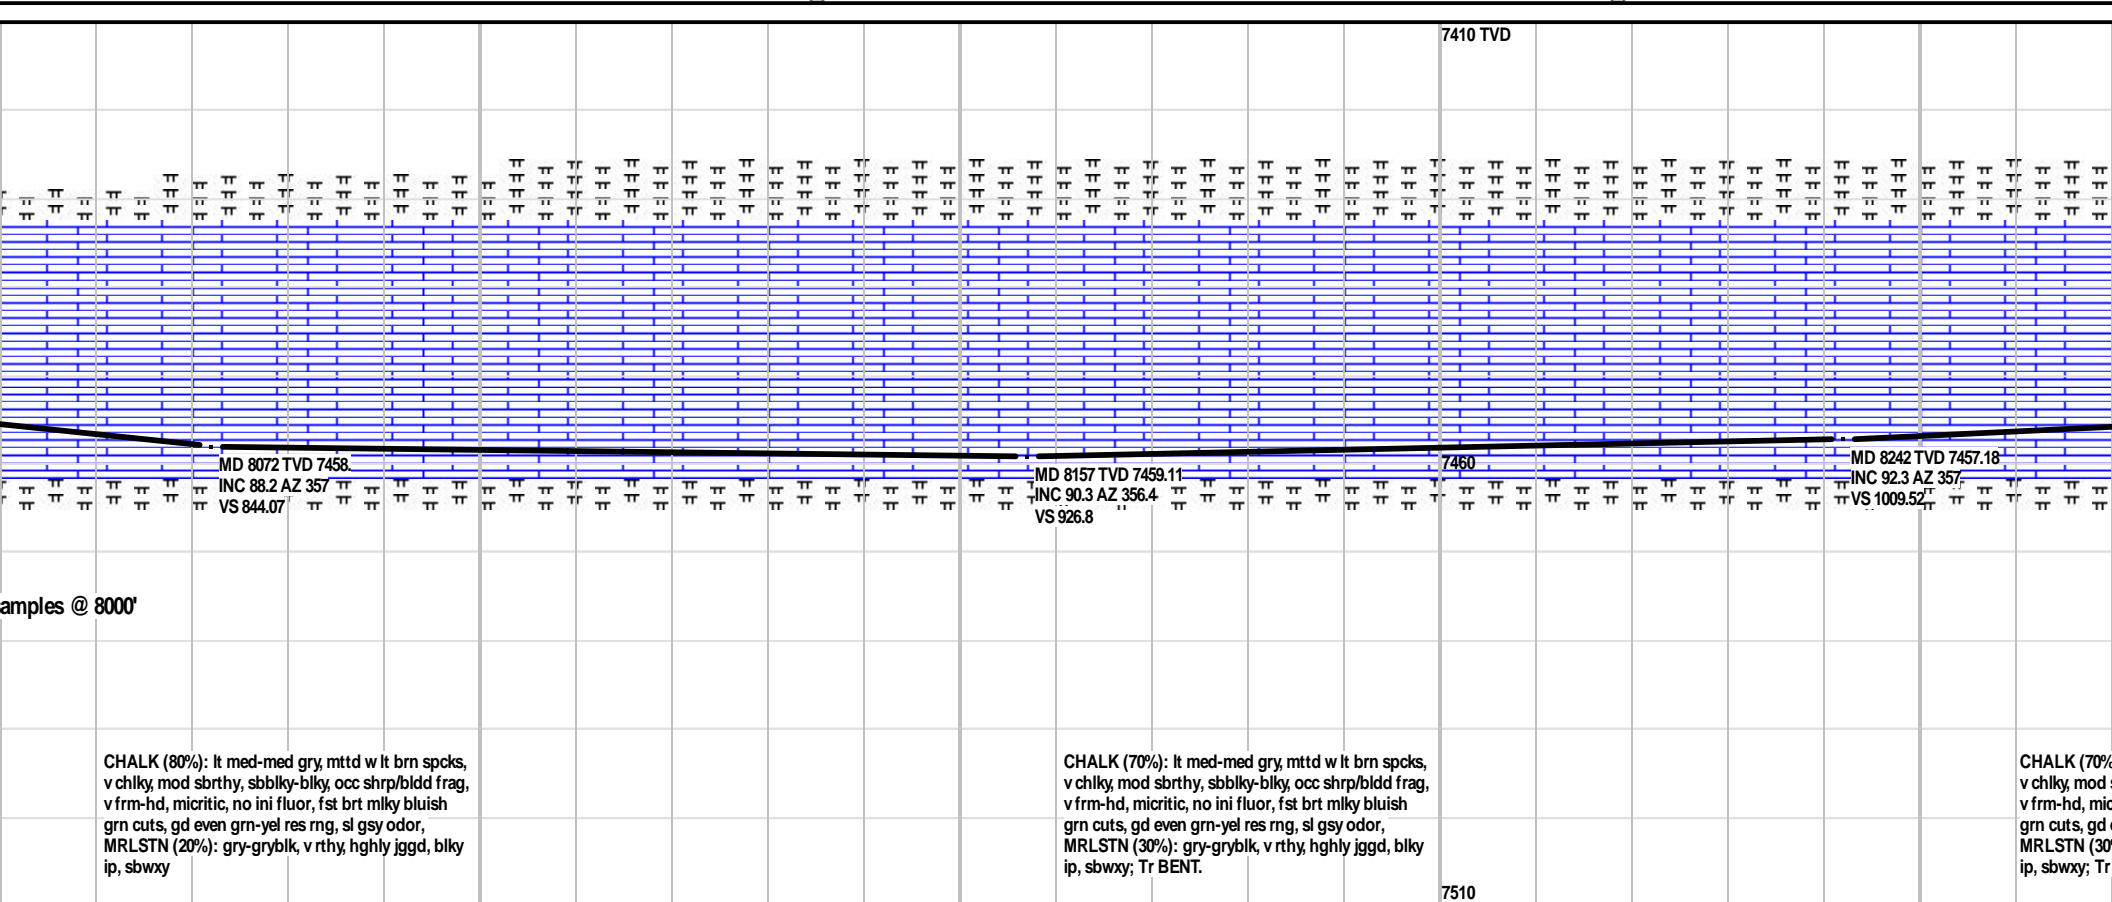 7410 TVD
MD 8072 TVD 7458.
INC 88.2 AZ 357
VS 844.07
MD 8157 TVD 7459.11
INC 90.3 AZ 356.4
VS 926.8
7460
MD 8242 TVD 7457.18
INC 92.3 AZ 357
VS 1009.52
amples @ 8000'
CHALK (80%): lt med-med gry, mttd w lt brn spcks,
v chlky, mod sbrthy, sbblky-blky, occ shrp/bldd frag,
v frm-hd, micritic, no ini fluor, fst brt mlky bluish
grn cuts, gd even grn-yel res rng, sl gsy odor,
MRLSTN (20%): gry-gryblk, v rthy, hghly jggd, blky
ip, sbwxy
CHALK (70%): lt med-med gry, mttd w lt brn spcks,
v chlky, mod sbrthy, sbblky-blky, occ shrp/bldd frag,
v frm-hd, micritic, no ini fluor, fst brt mlky bluish
grn cuts, gd even grn-yel res rng, sl gsy odor,
MRLSTN (30%): gry-gryblk, v rthy, hghly jggd, blky
ip, sbwxy; Tr BENT.
CHALK (70%
v chlky, mod
v frm-hd, mic
grn cuts, gd
MRLSTN (30
ip, sbwxy; Tr
7510